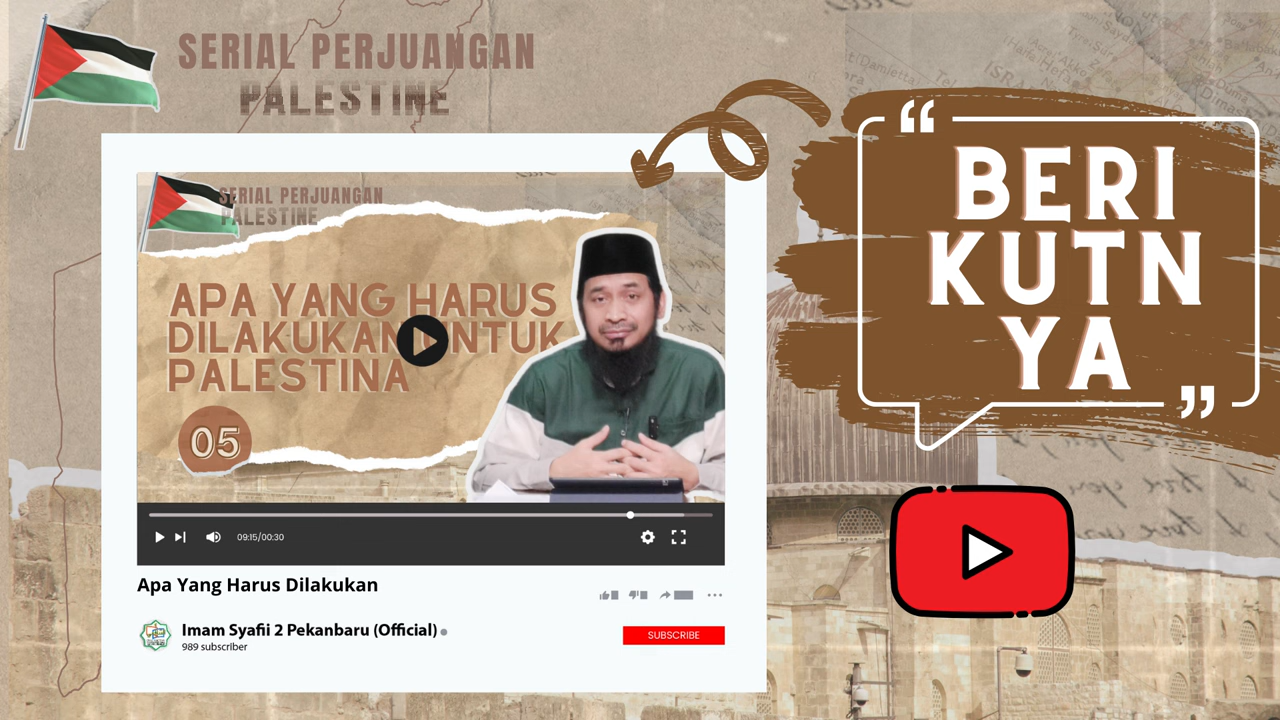 SERIAL PERJUANGAN
PALESTINE
SERIAL PERJUANGAN
PALESTINE
APA YANG HARUS
DILAKUKAN UNTUK
PALESTINA
05
09:15/00:30
Apa Yang Harus Dilakukan
Imam Syafii 2 Pekanbaru (Official)
989 subscriber
SUBSCRIBE
“
BERI
KUTN
YA
”